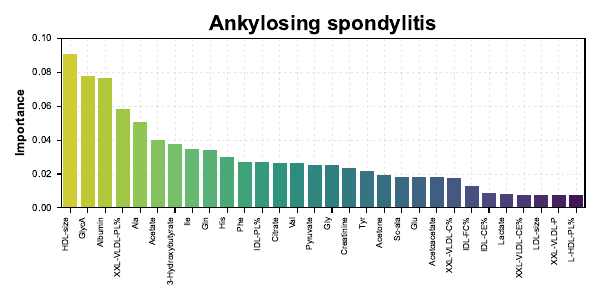 Ankylosing spondylitis
Importance
0.10
0.08
0.06
0.04
0.02
0.00
HDL-size
GlycA
Albumin
XXL-VLDL-PL%
Ala
Acetate
3-Hydroxybutyrate
Ile
Gln
His
Phe
IDL-PL%
Citrate
Val
Pyruvate
Gly
Creatinine
Tyr
Acetone
Sc-ala
Glu
Acetoacetate
XXL-VLDL-C%
IDL-FC%
IDL-CE%
Lactate
XXL-VLDL-CE%
LDL-size
XXL-VLDL-P
L-HDL-PL%